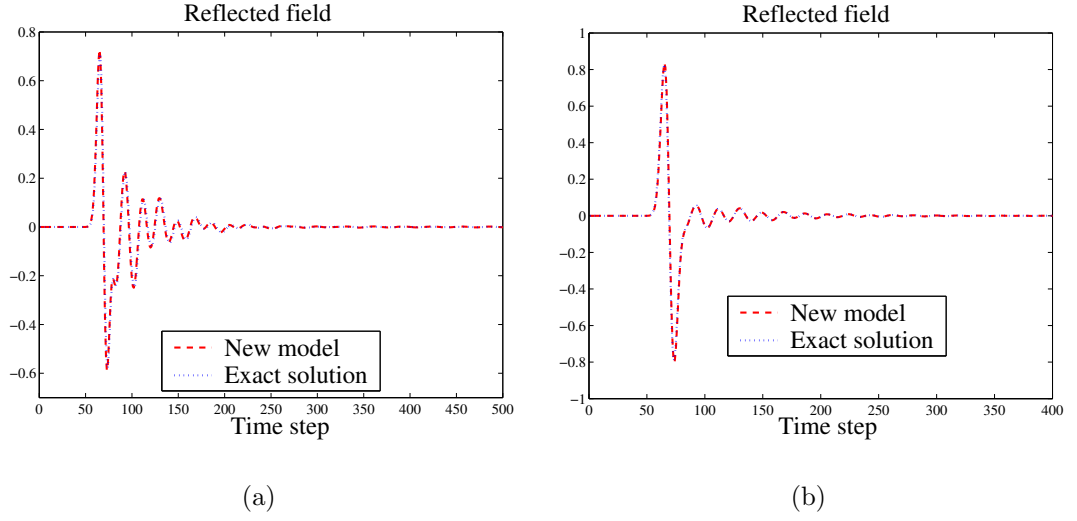 Reflected field
0.8
0.6
0.4
0.2
0
−0.2
−0.4
−0.6
0 50 100 150 200 250 300 350 400 450 500
Time step
New model
Exact solution
(a)
Reflected field
1
0.8
0.6
0.4
0.2
0
−0.2
−0.4
−0.6
−0.8
−1
0 50 100 150 200 250 300 350 400
Time step
New model
Exact solution
(b)